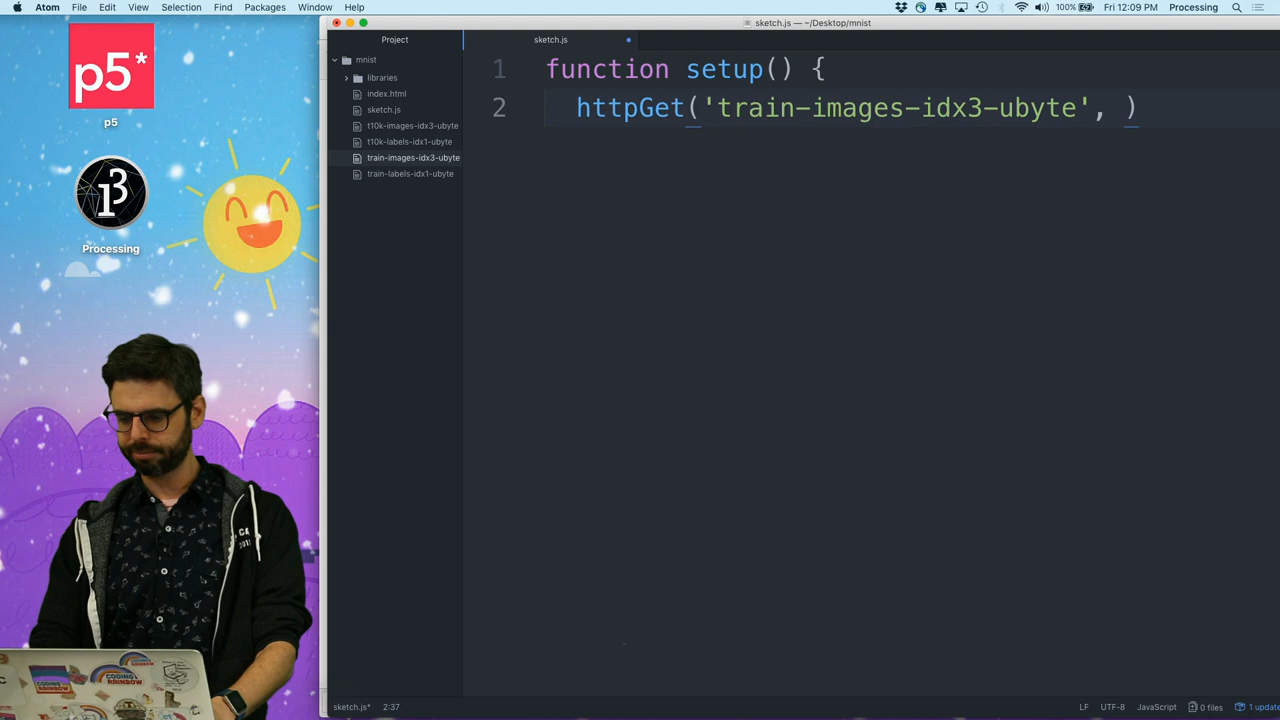 Atom File Edit View Selection Find Packages Window Help
100% Fri 12:09 PM Processing
sketch.js — ~/Desktop/mnist
p5*
p5
Processing
Project
mnist
libraries
index.html
sketch.js
t10k-images-idx3-ubyte
t10k-labels-idx1-ubyte
train-images-idx3-ubyte
train-labels-idx1-ubyte
sketch.js
1 function setup() {
2 httpGet('train-images-idx3-ubyte', )
CODING
RAINBOW
CODING
RAINBOW
sketch.js* 2:37
LF UTF-8 JavaScript 0 files 1 update